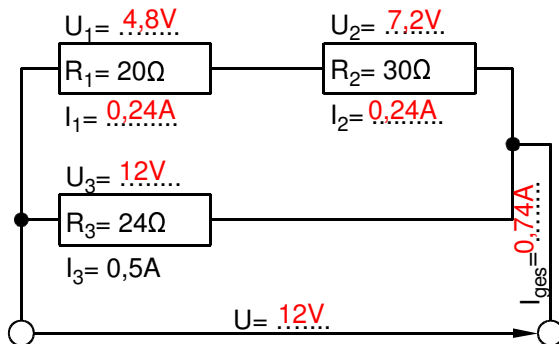 U₁= 4,8V
U₂= 7,2V
R₁= 20Ω
R₂= 30Ω
I₁= 0,24A
I₂= 0,24A
U₃= 12V
R₃= 24Ω
I₃= 0,5A
I_ges= 0,74A
U= 12V